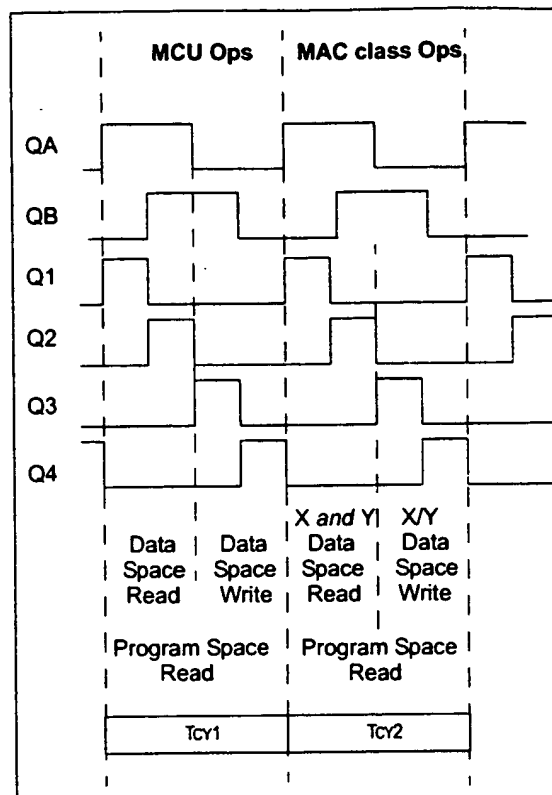 MCU Ops MAC class Ops
QA
QB
Q1
Q2
Q3
Q4
X and Y X/Y
Data Data Data Data
Space Space Space Space
Read Write Read Write
Program Space Program Space
Read Read
TCY1 TCY2